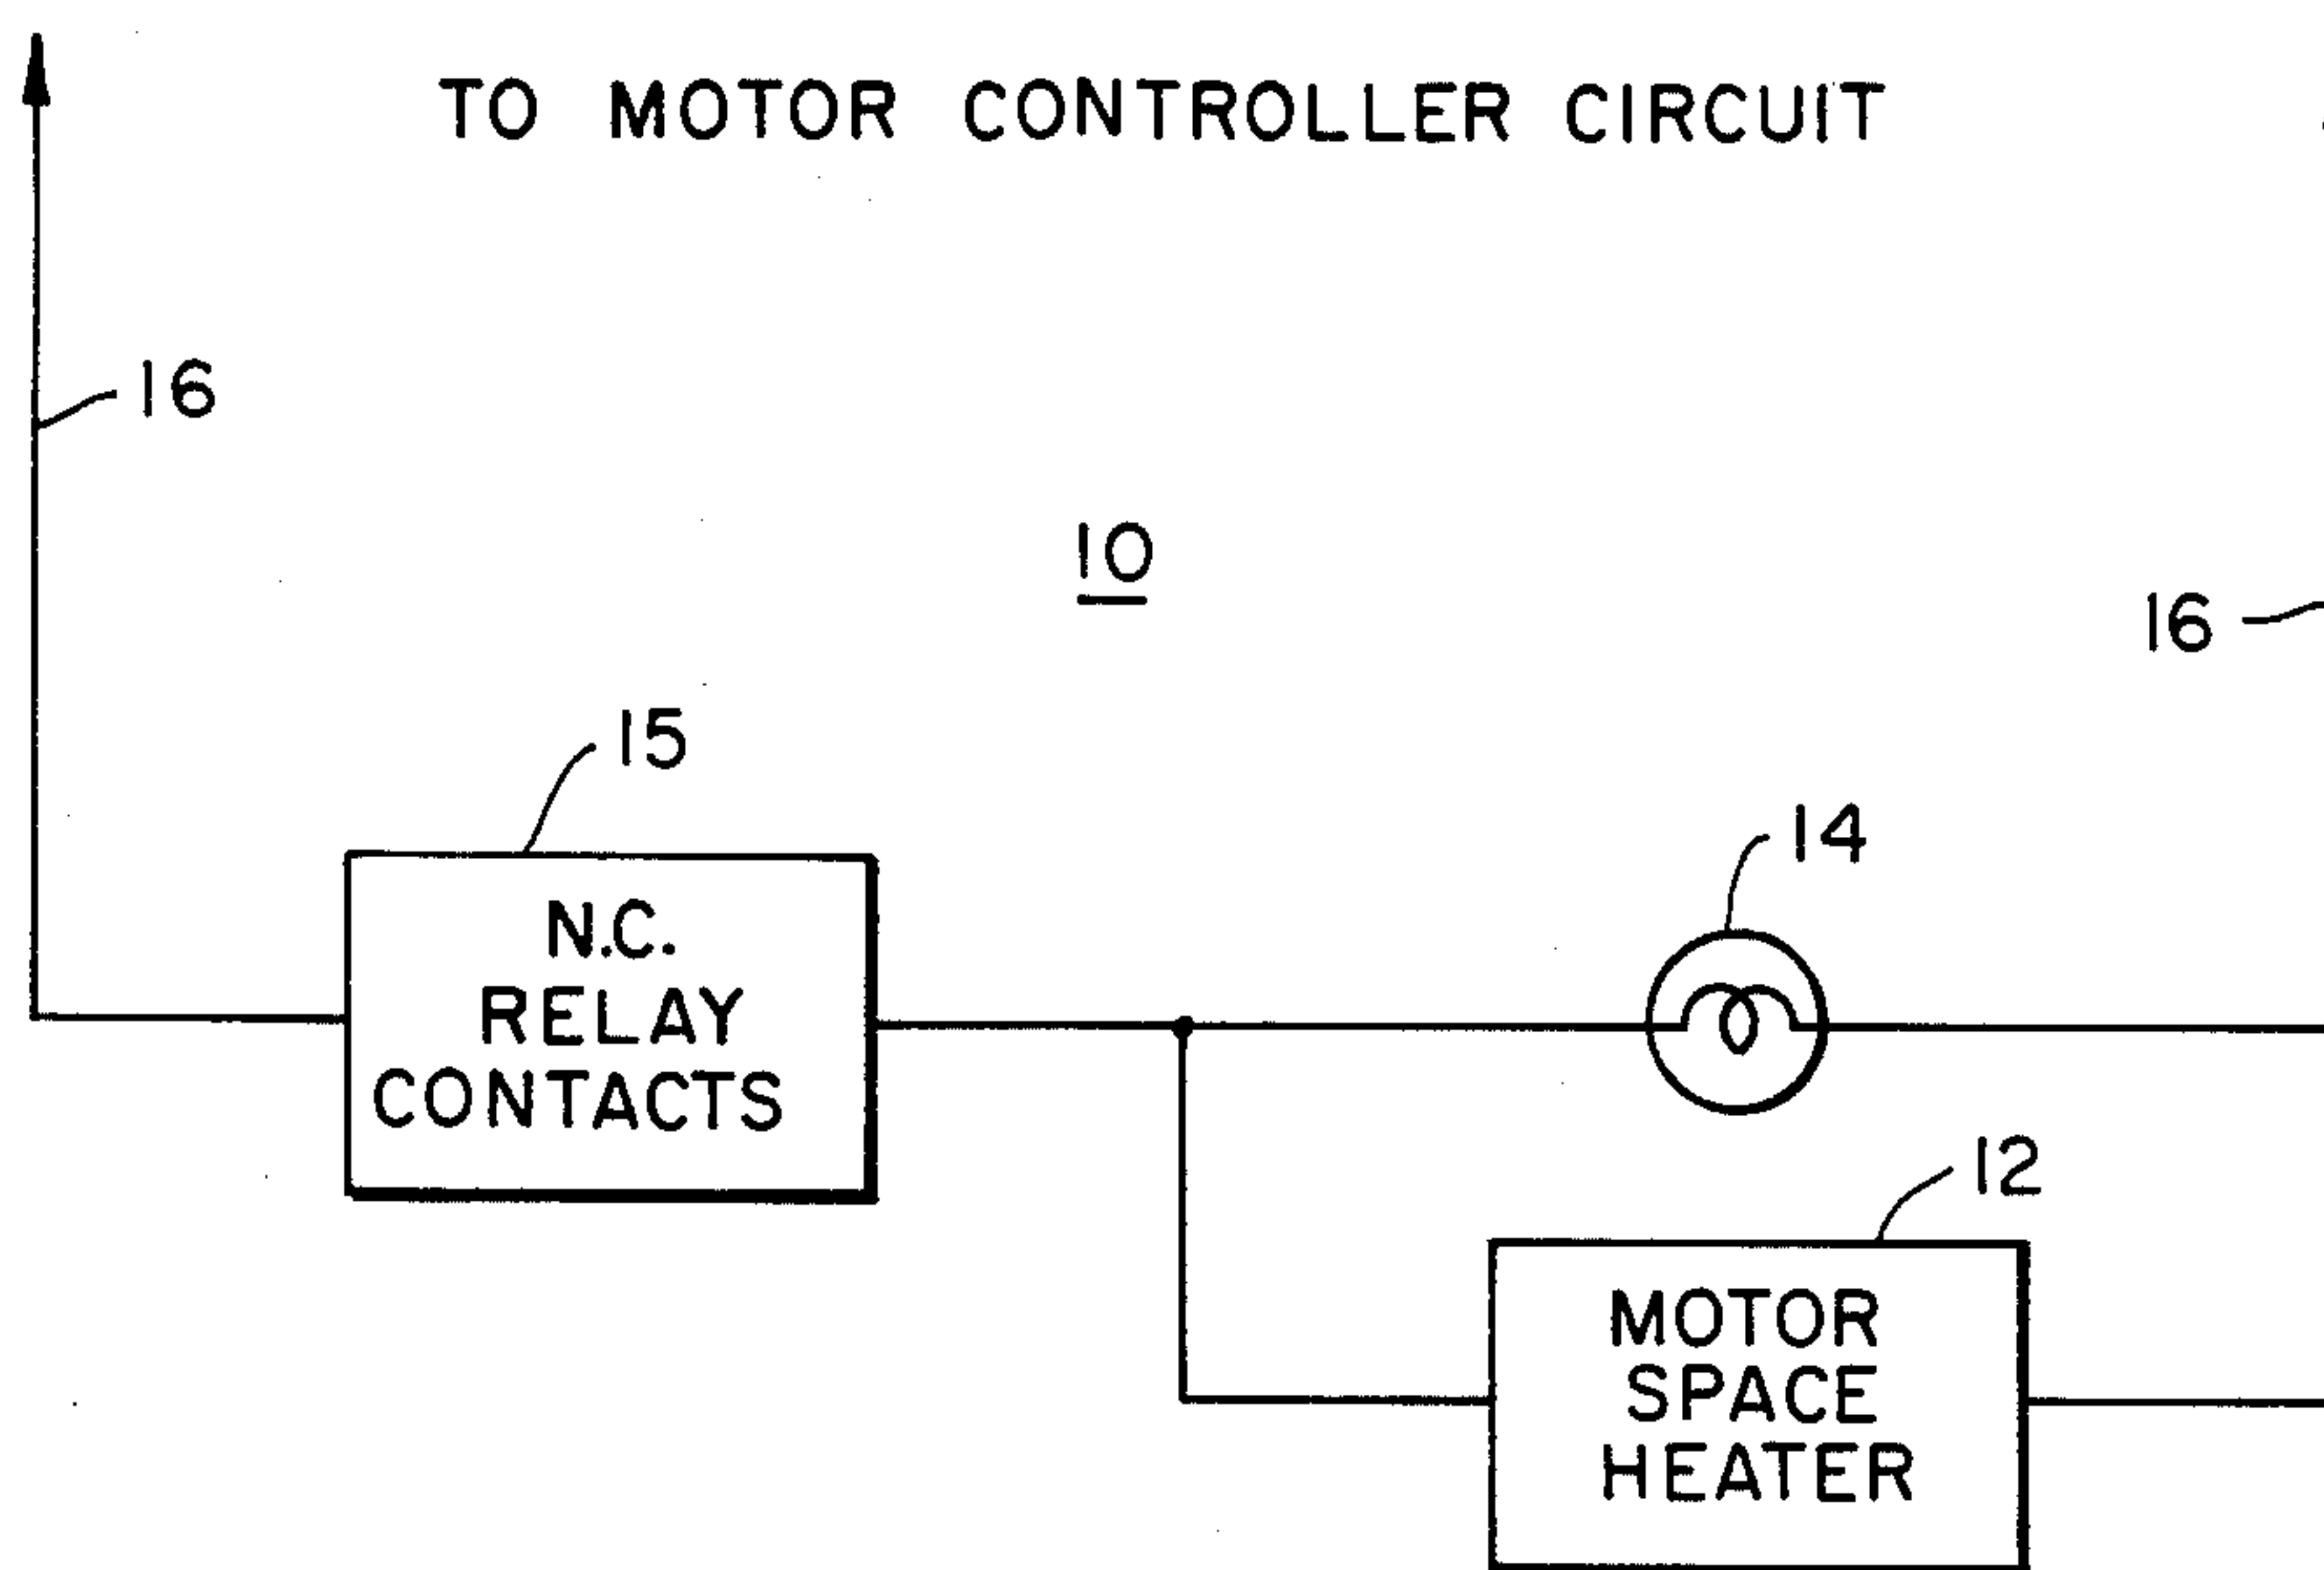 TO MOTOR CONTROLLER CIRCUIT
16
10
16
15
14
N.C.
RELAY
CONTACTS
12
MOTOR
SPACE
HEATER